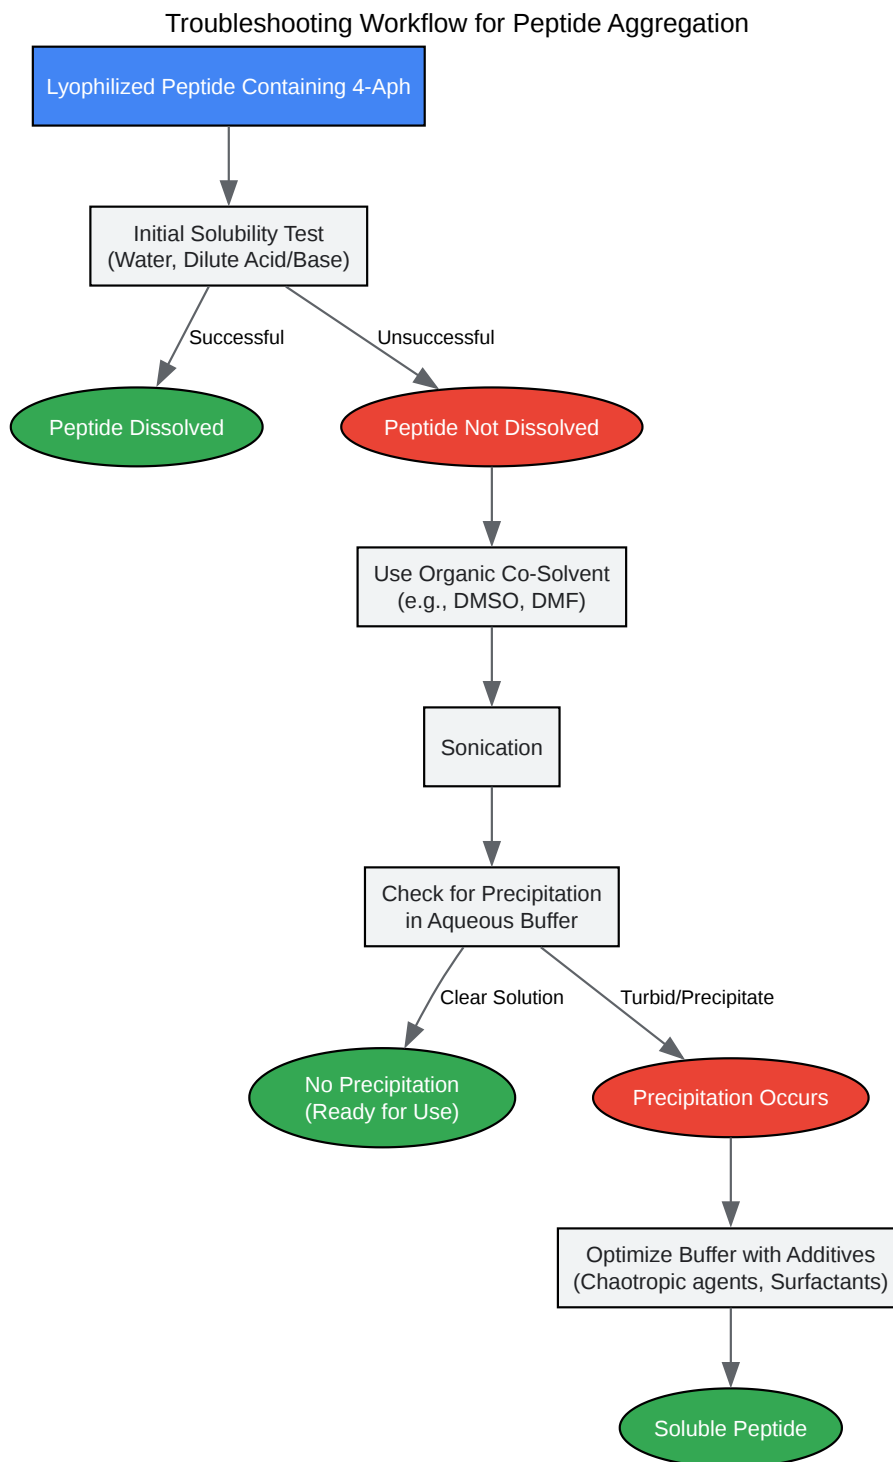 Troubleshooting Workflow for Peptide Aggregation
Lyophilized Peptide Containing 4-Aph
Initial Solubility Test
(Water, Dilute Acid/Base)
Successful
Unsuccessful
Peptide Dissolved
Peptide Not Dissolved
Use Organic Co-Solvent
(e.g., DMSO, DMF)
Sonication
Check for Precipitation
in Aqueous Buffer
Clear Solution
Turbid/Precipitate
No Precipitation
(Ready for Use)
Precipitation Occurs
Optimize Buffer with Additives
(Chaotropic agents, Surfactants)
Soluble Peptide